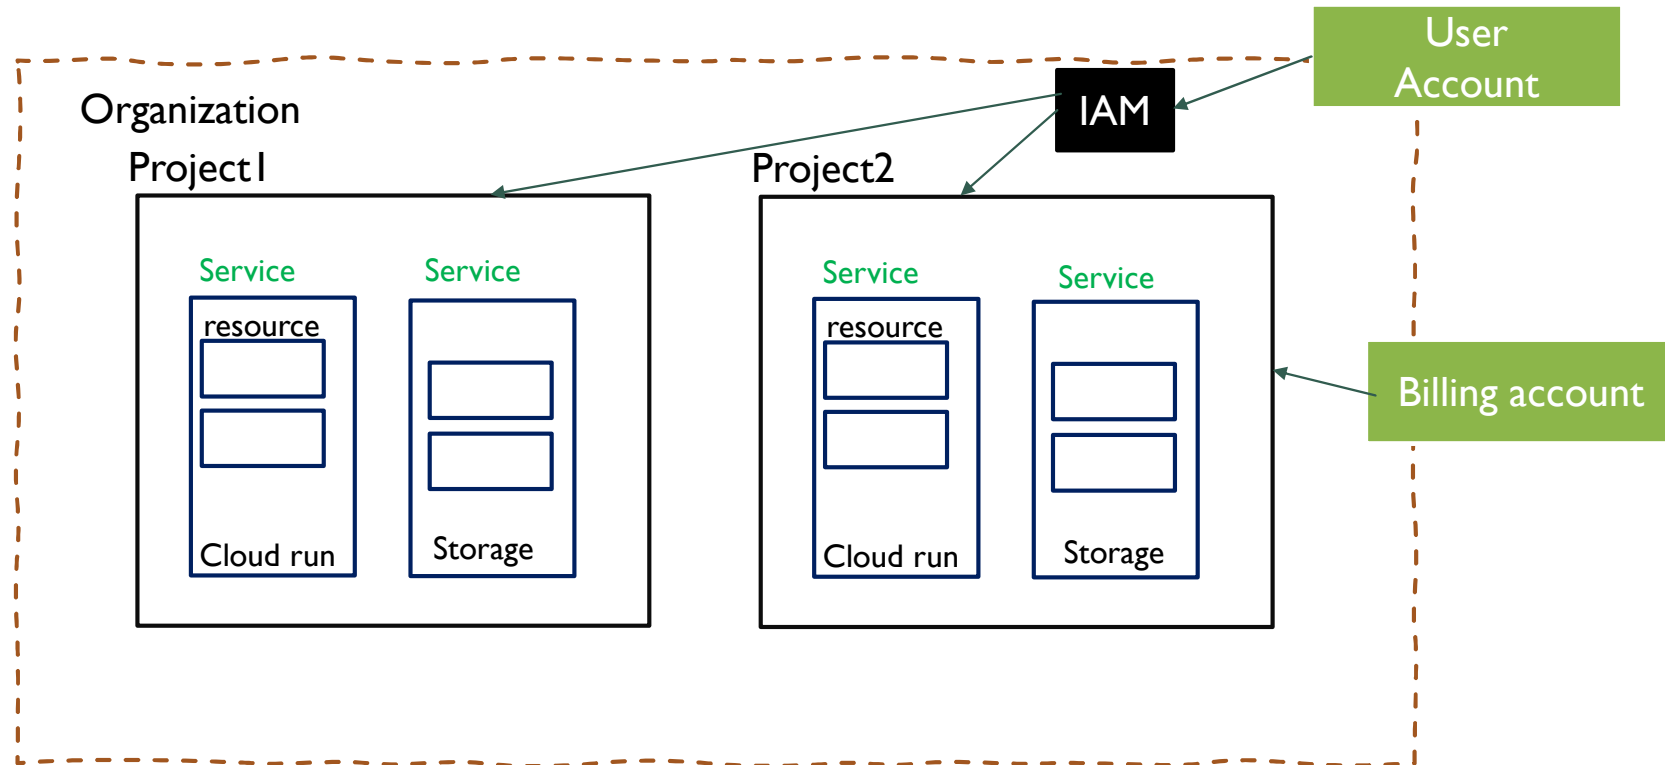 User
Account
IAM
Organization
Project1
Project2
Service
Service
Service
Service
resource
resource
Billing account
Cloud run
Storage
Cloud run
Storage